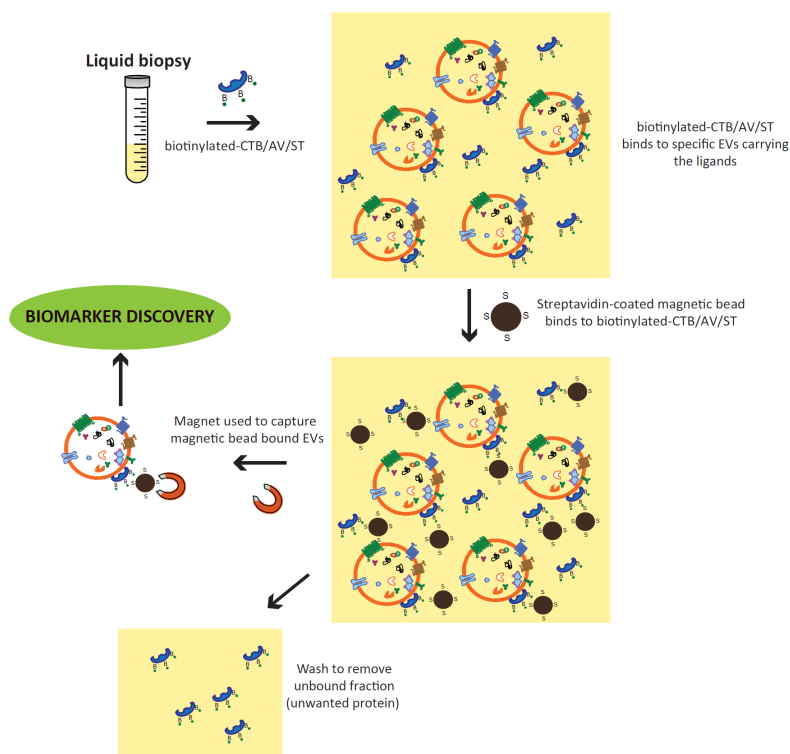 Liquid biopsy
B
B
B
biotinylated-CTB/AV/ST
biotinylated-CTB/AV/ST
binds to specific EVs carrying
the ligands
S
S
S
S
Streptavidin-coated magnetic bead
binds to biotinylated-CTB/AV/ST
BIOMARKER DISCOVERY
Magnet used to capture
magnetic bead bound EVs
Wash to remove
unbound fraction
(unwanted protein)